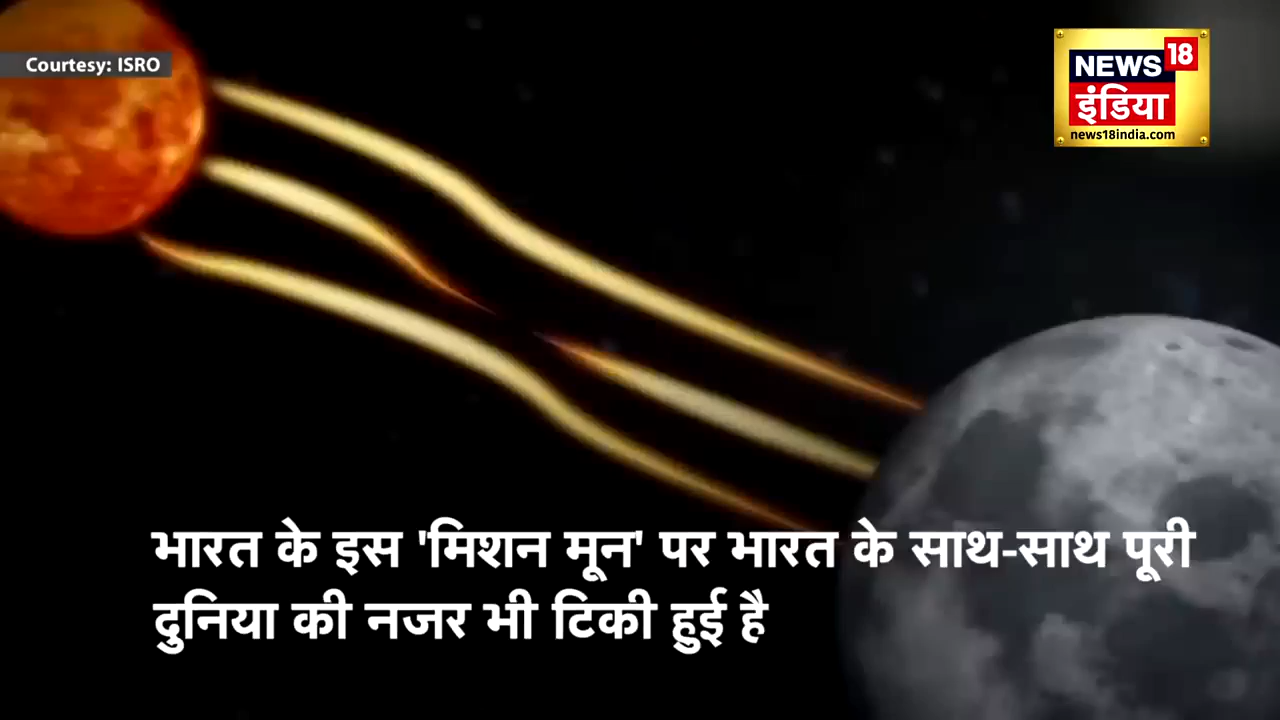 Courtesy: ISRO
NEWS 18
इंडिया
news18india.com
भारत के इस 'मिशन मून' पर भारत के साथ-साथ पूरी
दुनिया की नजर भी टिकी हुई है